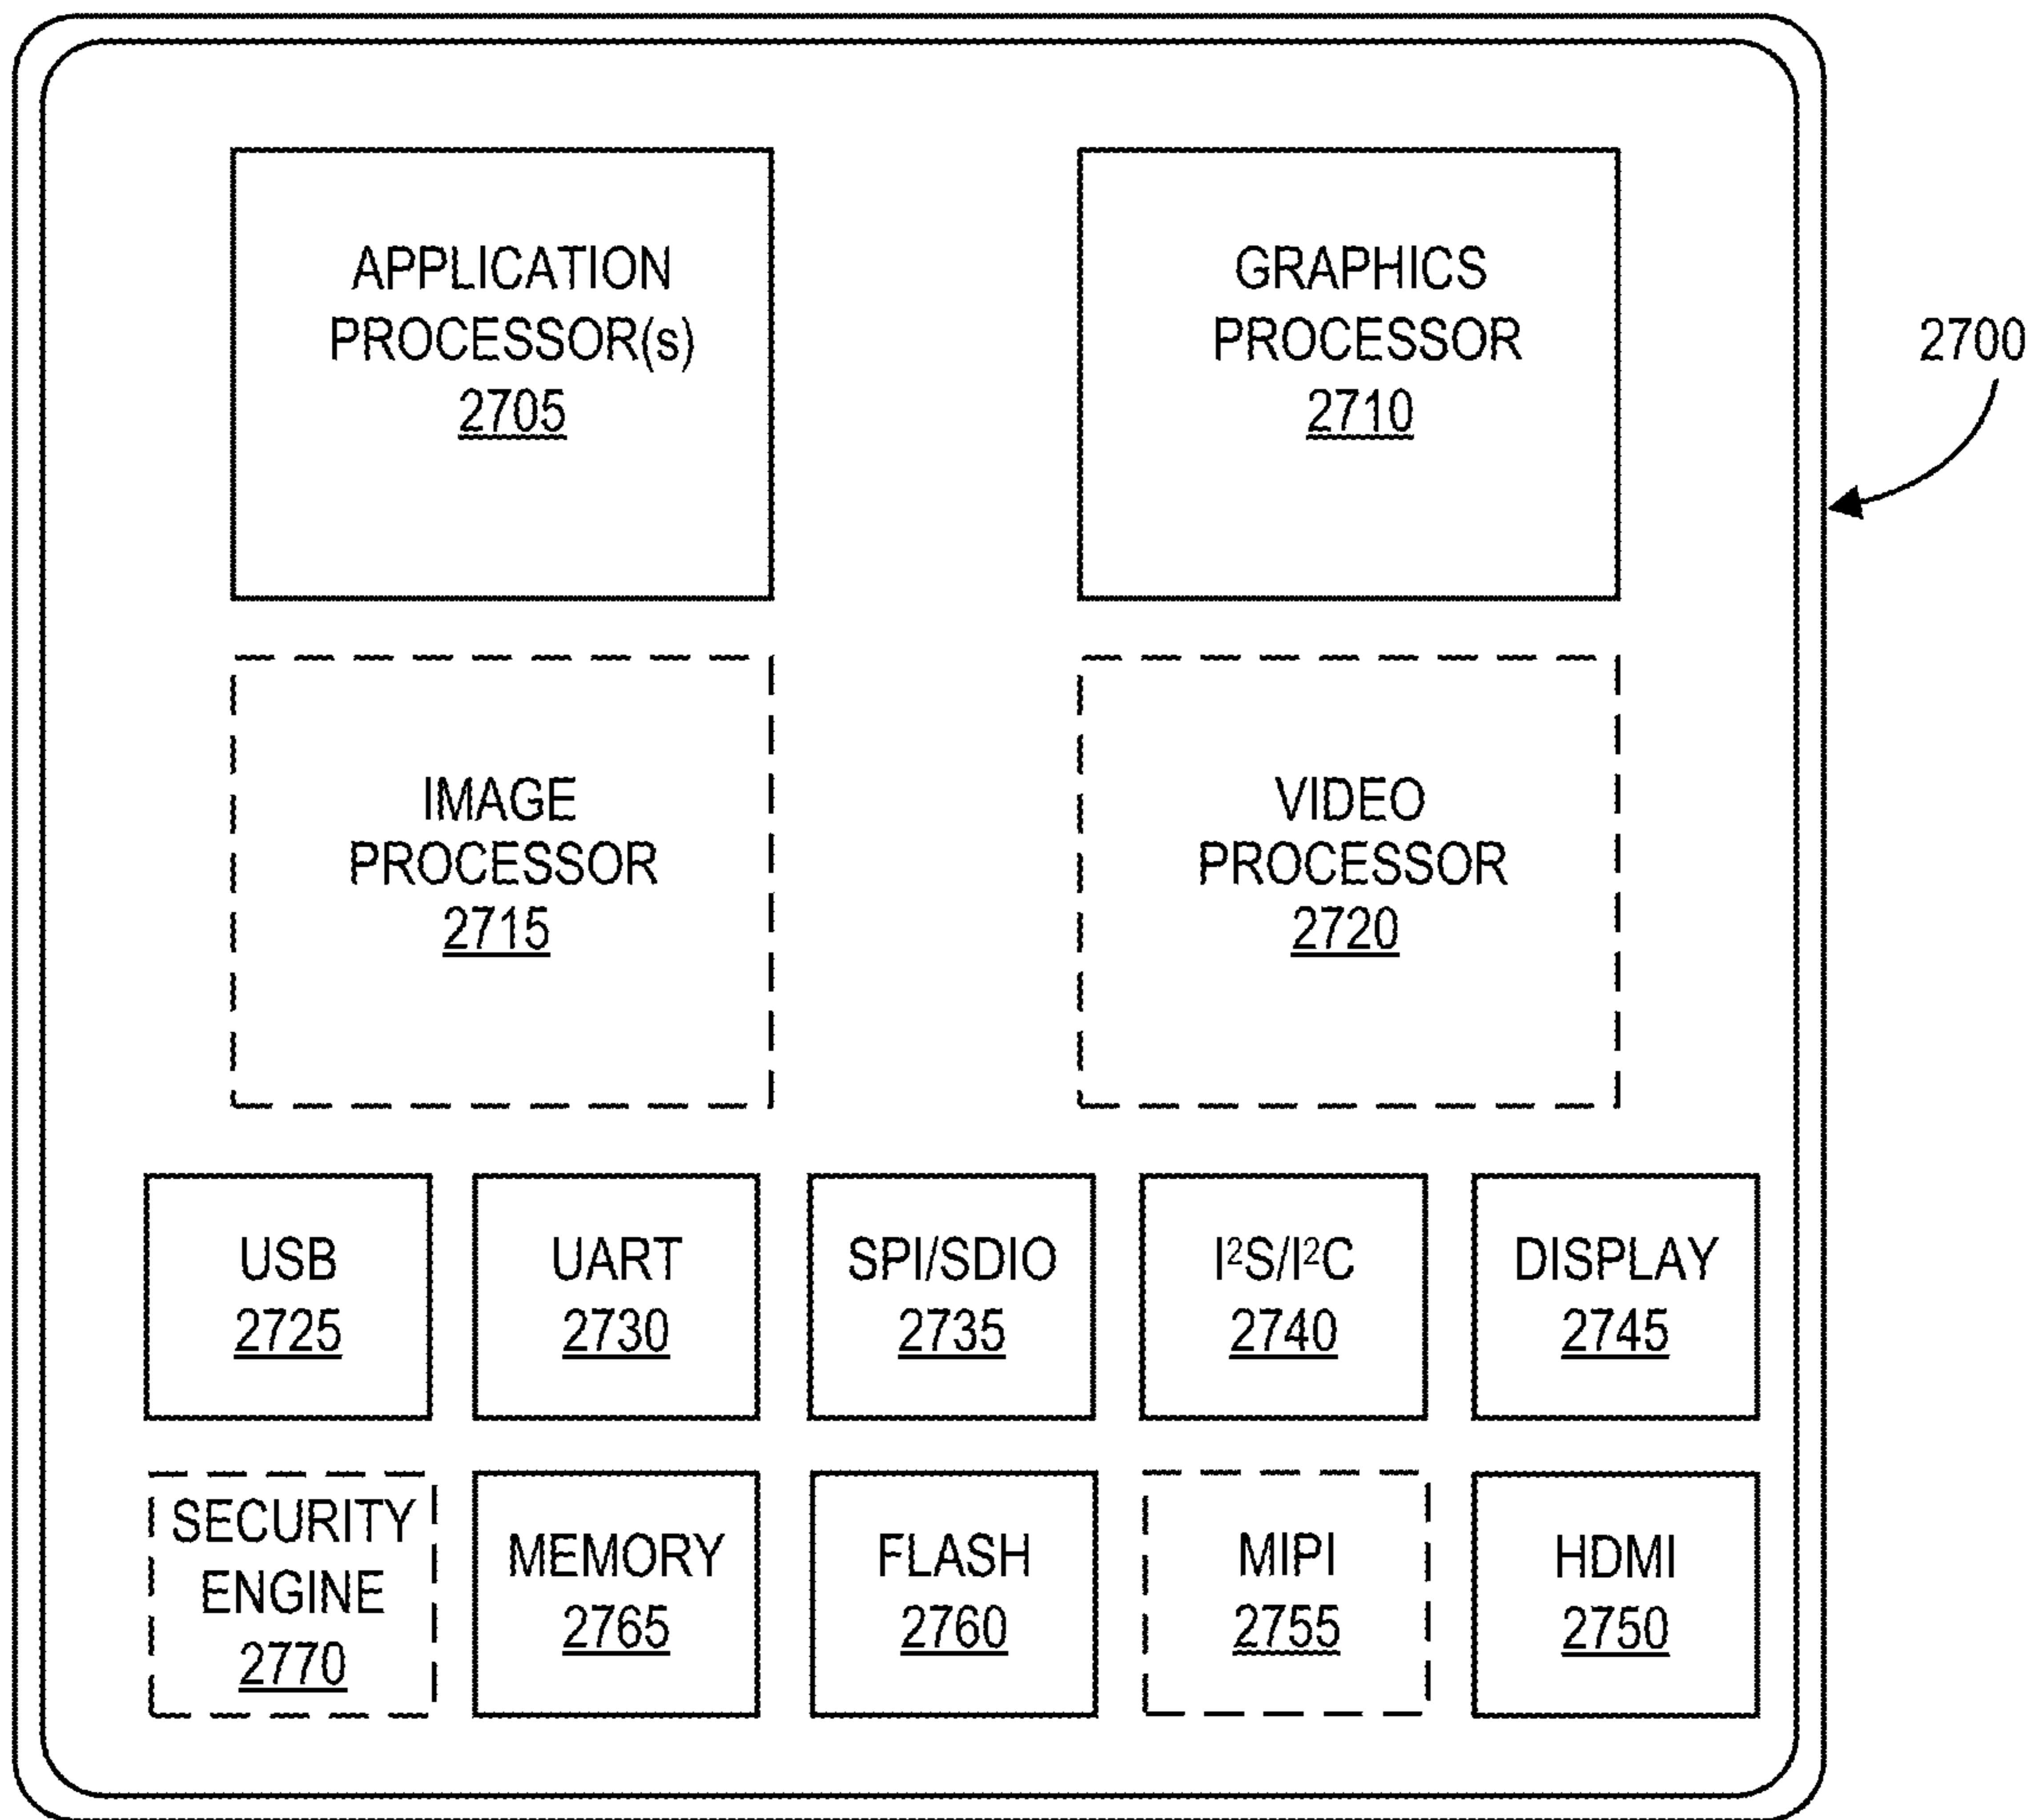 APPLICATION
PROCESSOR(s)
2705
GRAPHICS
PROCESSOR
2710
2700
IMAGE
PROCESSOR
2715
VIDEO
PROCESSOR
2720
USB
2725
UART
2730
SPI/SDIO
2735
I²S/I²C
2740
DISPLAY
2745
SECURITY
ENGINE
2770
MEMORY
2765
FLASH
2760
MIPI
2755
HDMI
2750